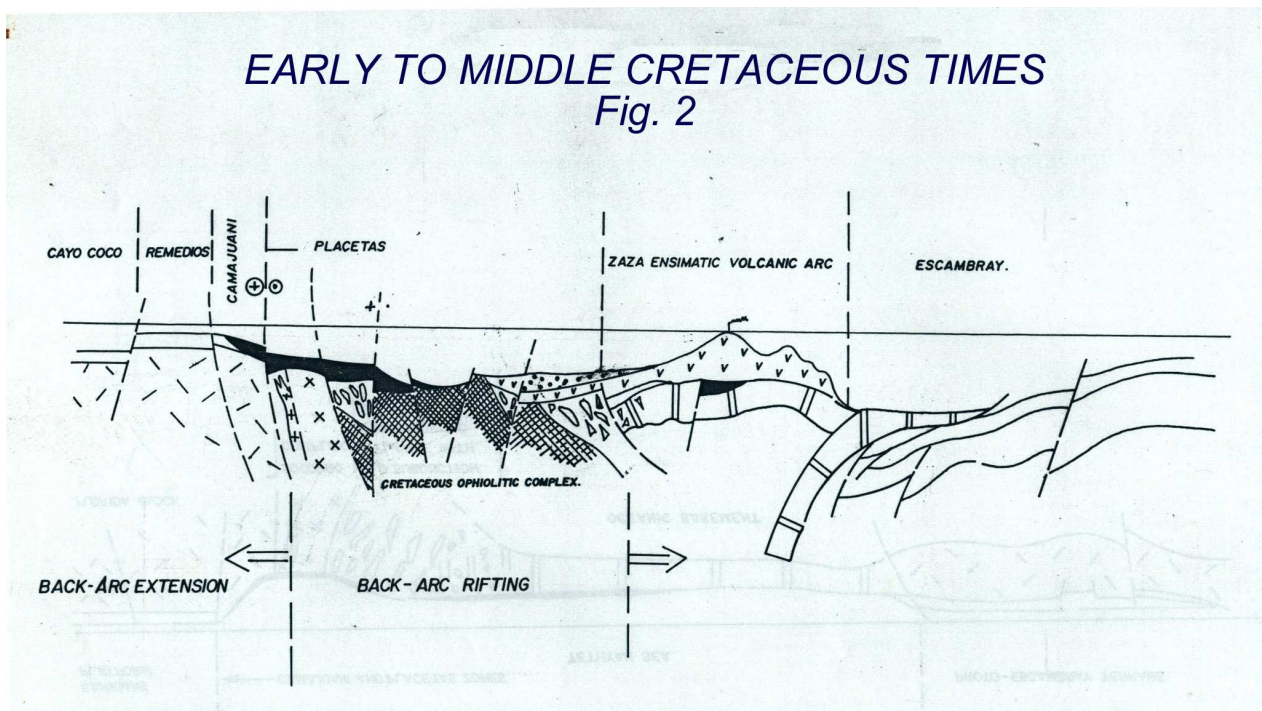 EARLY TO MIDDLE CRETACEOUS TIMES
Fig. 2
CAYO COCO
REMEDIOS
CAMAJUANI
PLACETAS
ZAZA ENSIMATIC VOLCANIC ARC
ESCAMBRAY.
CRETACEOUS OPHIOLITIC COMPLEX.
BACK-ARC EXTENSION
BACK-ARC RIFTING